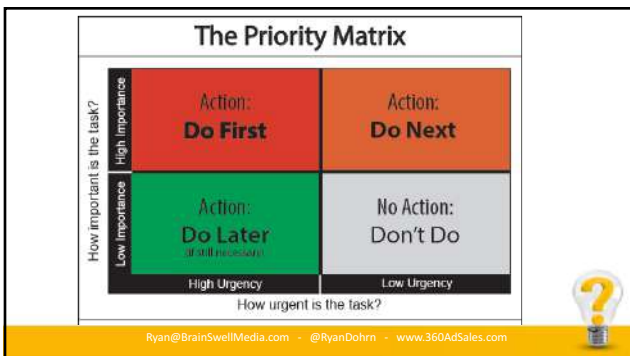 The Priority Matrix
How important is the task?
High Importance
Action:
Do First
Action:
Do Next
Low Importance
Action:
Do Later
(if still necessary)
No Action:
Don't Do
High Urgency
Low Urgency
How urgent is the task?
Ryan@BrainSwellMedia.com - @RyanDohrn - www.360AdSales.com